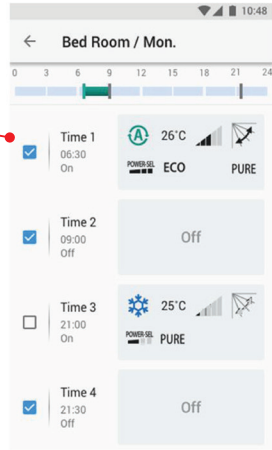 10:48
Bed Room / Mon.
0 3 6 9 12 15 18 21 24
Time 1
06:30
On
A 26°C
POWER-SEL ECO PURE
Time 2
09:00
Off
Off
Time 3
21:00
On
25°C
POWER-SEL PURE
Time 4
21:30
Off
Off